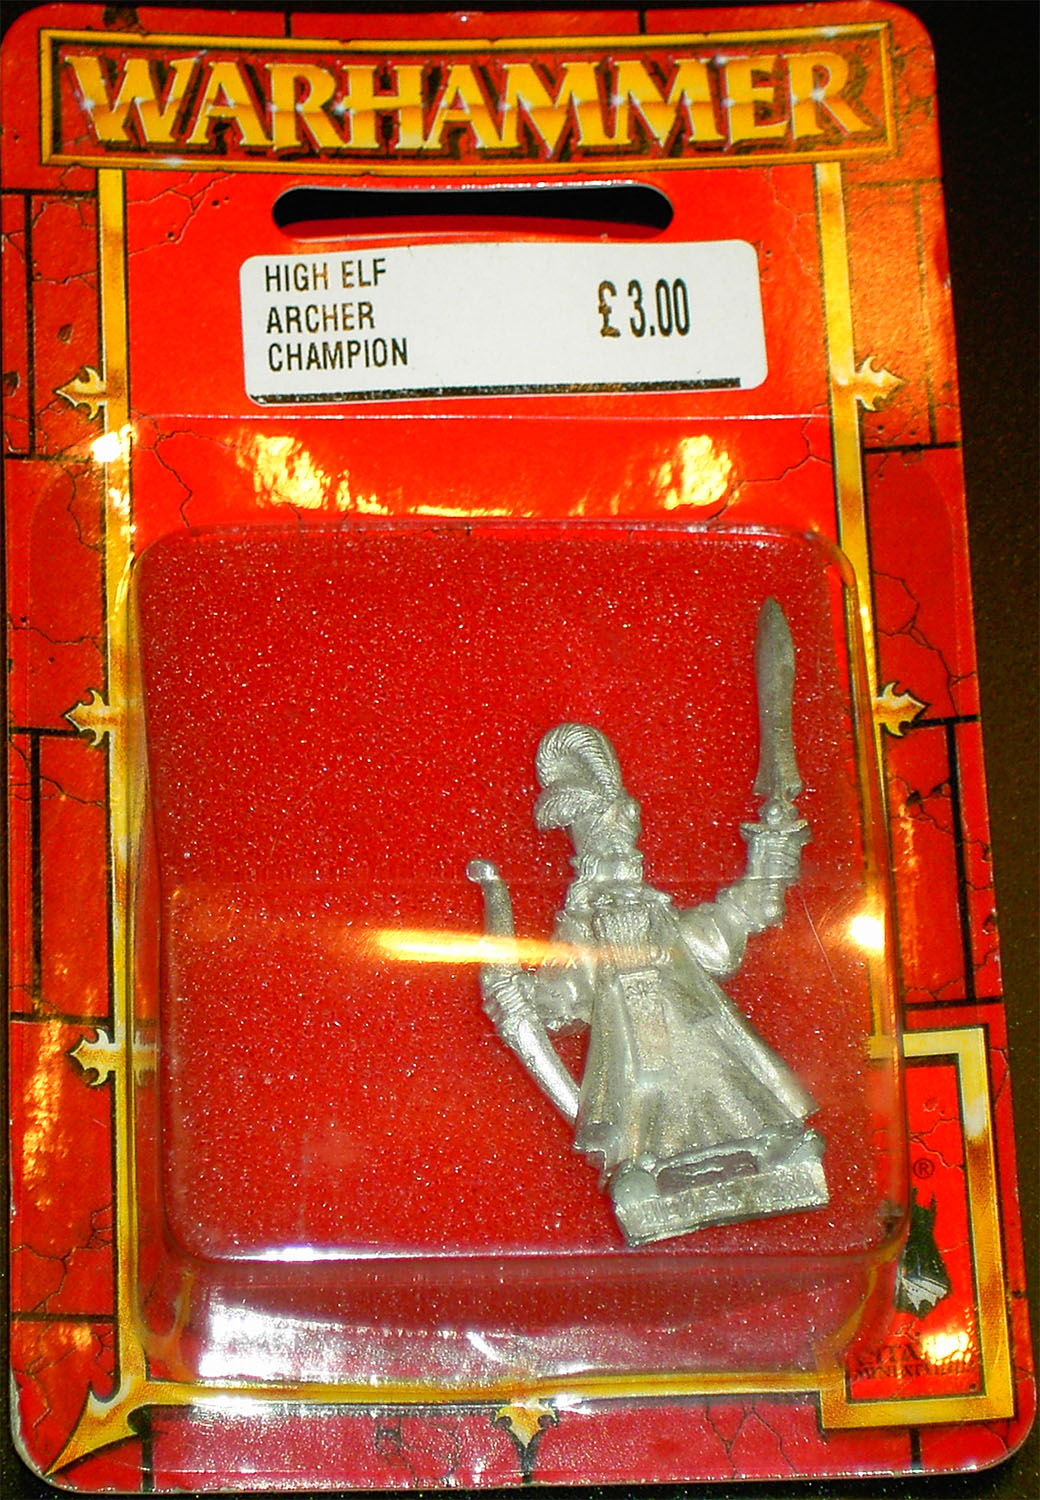 WARHAMMER
HIGH ELF
ARCHER
CHAMPION
£3.00
®